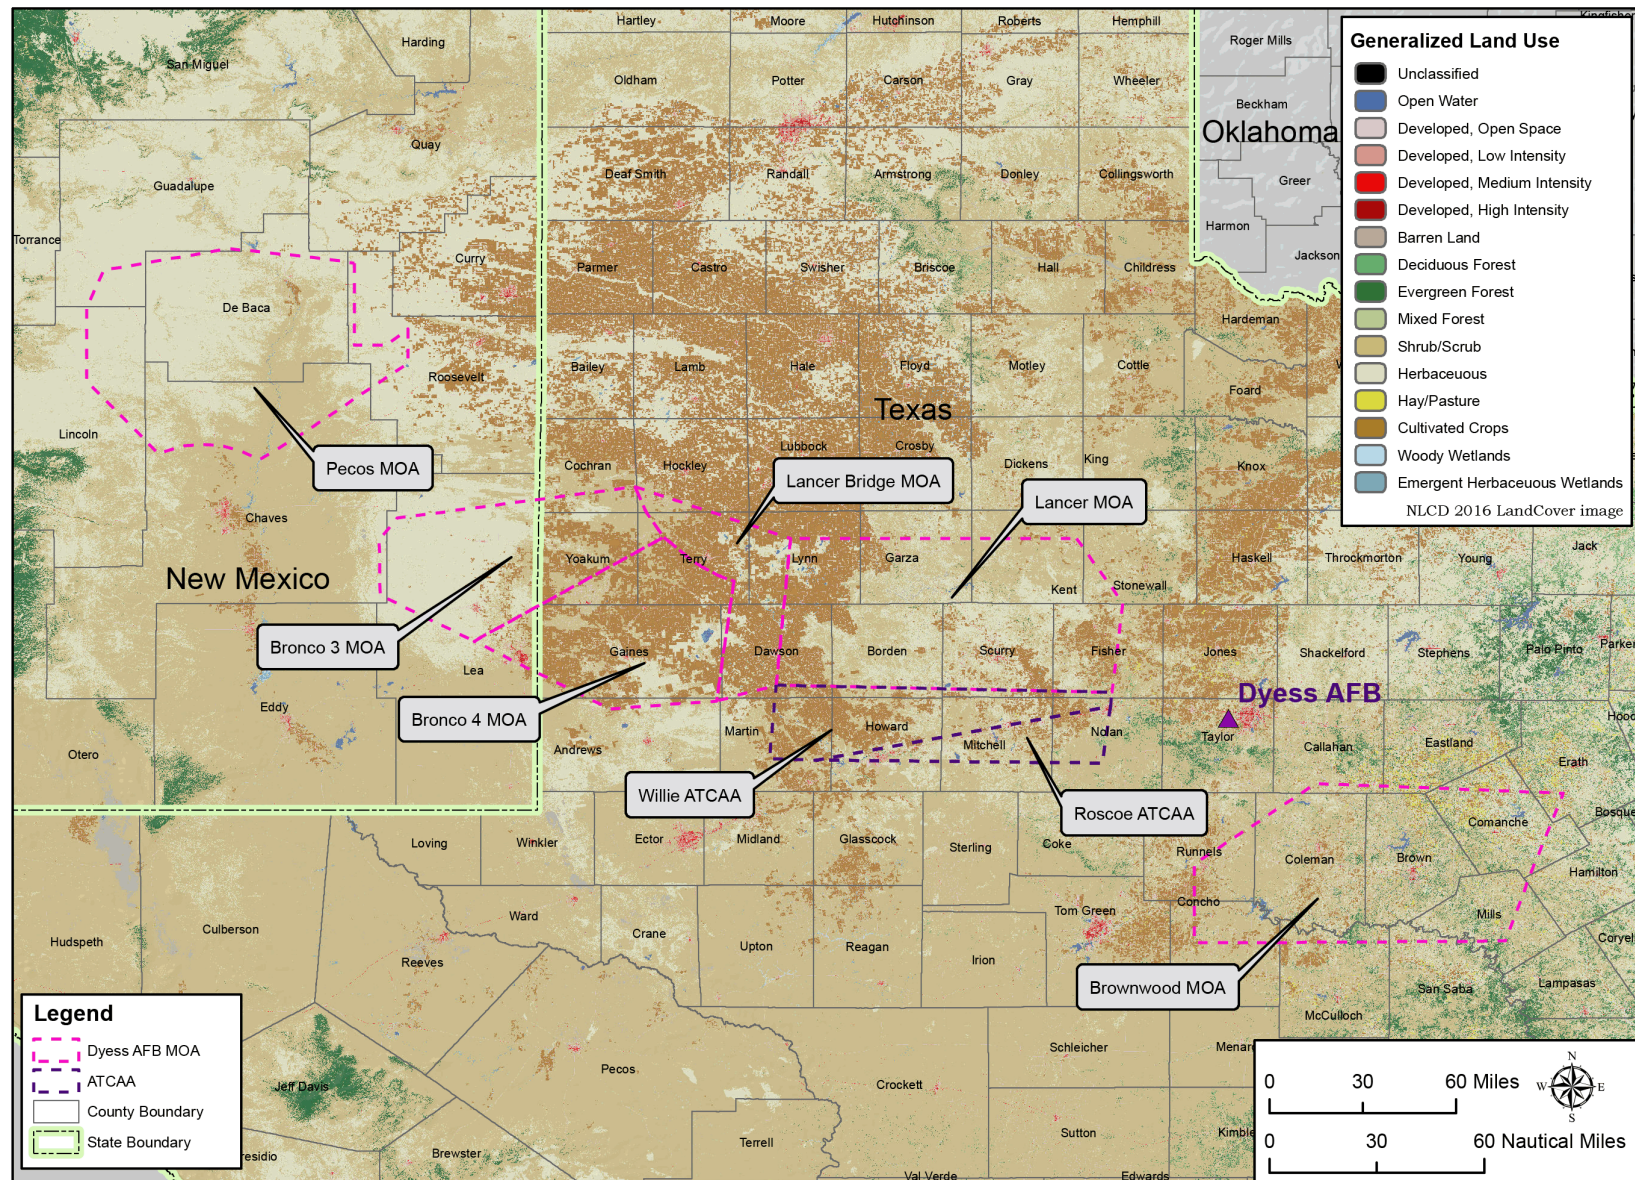 Hartley
Moore
Hutchinson
Roberts
Hemphill
Harding
San Miguel
Roger Mills
Oldham
Potter
Carson
Gray
Wheeler
Beckham
Oklahoma
Quay
Guadalupe
Deaf Smith
Randall
Armstrong
Donley
Collingsworth
Greer
Torrance
Harmon
Jackson
Curry
Parmer
Castro
Swisher
Briscoe
Hall
Childress
De Baca
Hardeman
Roosevelt
Bailey
Lamb
Hale
Floyd
Motley
Cottle
Foard
Texas
Lincoln
Lubbock
Crosby
Pecos MOA
Cochran
Hockley
Dickens
King
Knox
Lancer Bridge MOA
Lancer MOA
Chaves
New Mexico
Yoakum
Terry
Lynn
Garza
Kent
Stonewall
Haskell
Throckmorton
Young
Jack
Bronco 3 MOA
Lea
Gaines
Dawson
Borden
Scurry
Fisher
Jones
Shackelford
Stephens
Palo Pinto
Parker
Dyess AFB
Eddy
Bronco 4 MOA
Otero
Andrews
Martin
Howard
Mitchell
Nolan
Taylor
Callahan
Eastland
Hood
Erath
Willie ATCAA
Roscoe ATCAA
Bosque
Comanche
Loving
Winkler
Ector
Midland
Glasscock
Sterling
Coke
Runnels
Coleman
Brown
Hamilton
Hudspeth
Culberson
Ward
Crane
Upton
Reagan
Tom Green
Concho
Mills
Coryell
Reeves
Irion
Brownwood MOA
San Saba
Lampasas
McCulloch
Jeff Davis
Pecos
Crockett
Schleicher
Menard
Sutton
Kimble
Terrell
Brewster
residio
Val Verde
Edwards
Generalized Land Use
Unclassified
Open Water
Developed, Open Space
Developed, Low Intensity
Developed, Medium Intensity
Developed, High Intensity
Barren Land
Deciduous Forest
Evergreen Forest
Mixed Forest
Shrub/Scrub
Herbaceuous
Hay/Pasture
Cultivated Crops
Woody Wetlands
Emergent Herbaceuous Wetlands
NLCD 2016 LandCover image
Legend
Dyess AFB MOA
ATCAA
County Boundary
State Boundary
0 30 60 Miles
0 30 60 Nautical Miles
N
W E
S